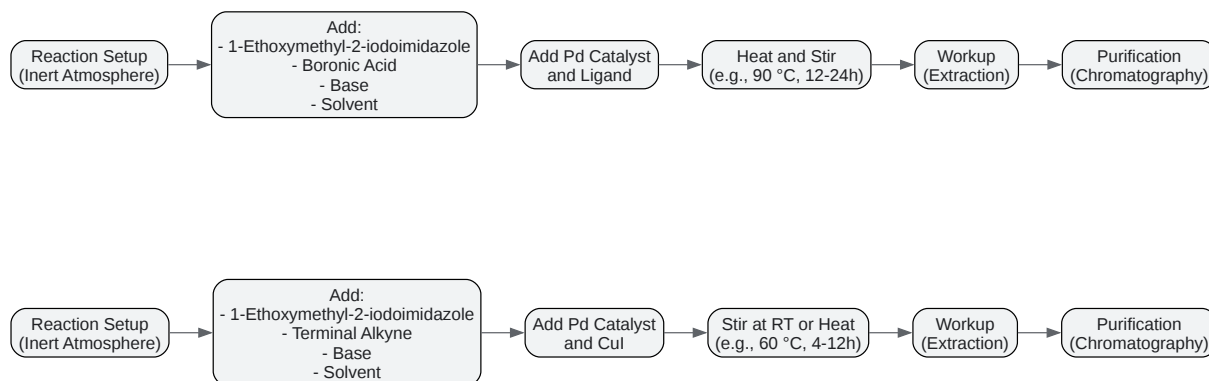 Reaction Setup
(Inert Atmosphere)
Add:
- 1-Ethoxymethyl-2-iodoimidazole
- Boronic Acid
- Base
- Solvent
Add Pd Catalyst
and Ligand
Heat and Stir
(e.g., 90 °C, 12-24h)
Workup
(Extraction)
Purification
(Chromatography)
Reaction Setup
(Inert Atmosphere)
Add:
- 1-Ethoxymethyl-2-iodoimidazole
- Terminal Alkyne
- Base
- Solvent
Add Pd Catalyst
and CuI
Stir at RT or Heat
(e.g., 60 °C, 4-12h)
Workup
(Extraction)
Purification
(Chromatography)